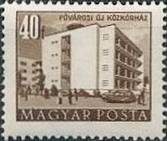 40
FŐVÁROSI ÚJ KÖZKÓRHÁZ
MAGYAR POSTA